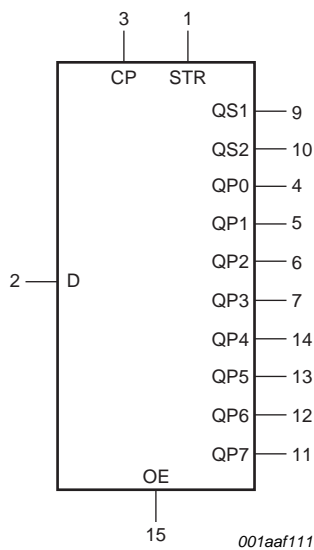 3 1
CP STR
QS1 9
QS2 10
QP0 4
QP1 5
QP2 6
2 D
QP3 7
QP4 14
QP5 13
QP6 12
QP7 11
OE
15
001aaf111